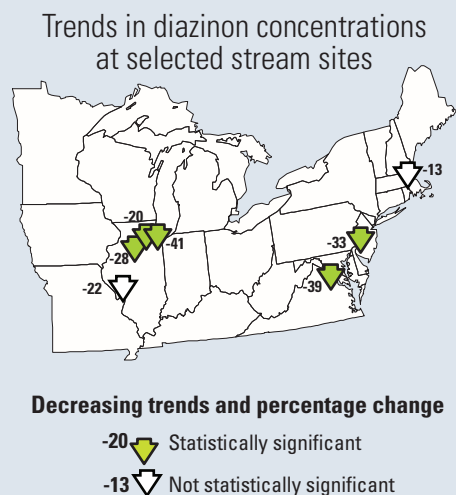 Trends in diazinon concentrations
at selected stream sites
-13
-20
-33
-41
-28
-22
39
Decreasing trends and percentage change
-20 Statistically significant
-13 Not statistically significant